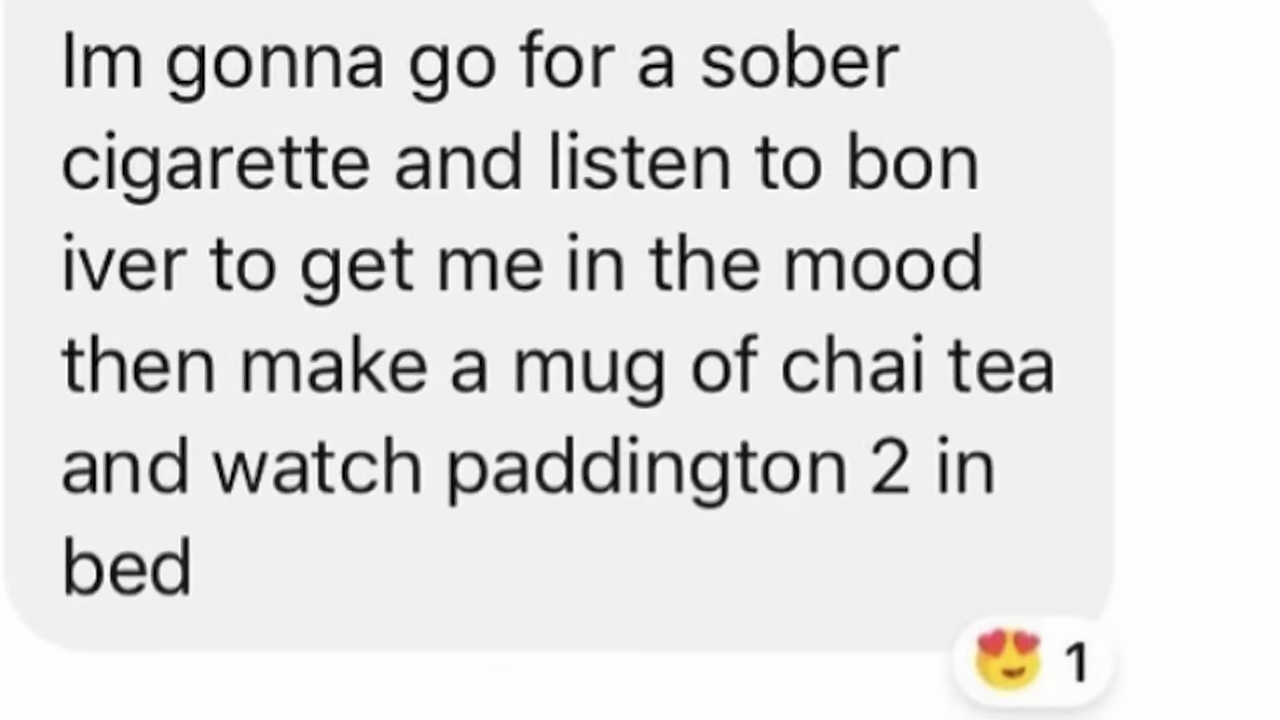 Im gonna go for a sober
cigarette and listen to bon
iver to get me in the mood
then make a mug of chai tea
and watch paddington 2 in
bed
😍 1